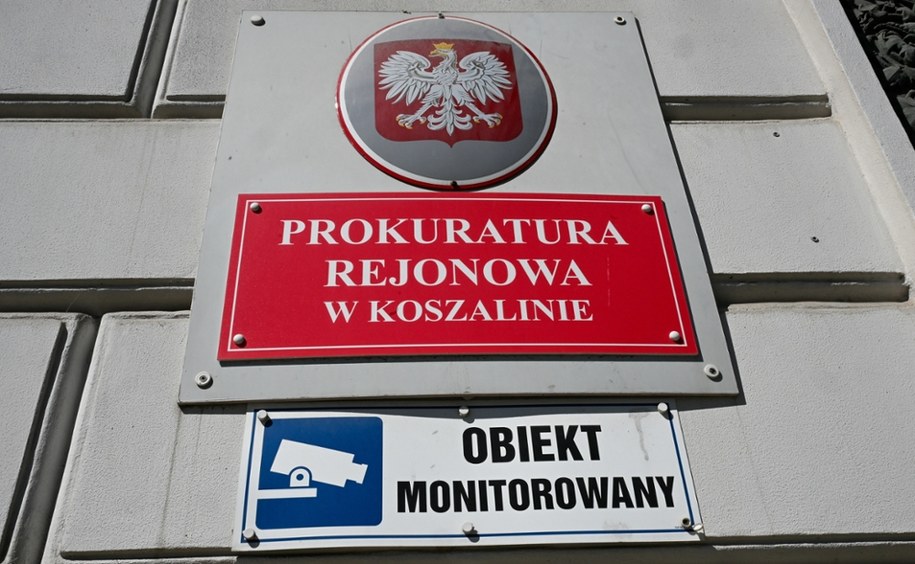 PROKURATURA
REJONOWA
W KOSZALINIE
OBIEKT
MONITOROWANY